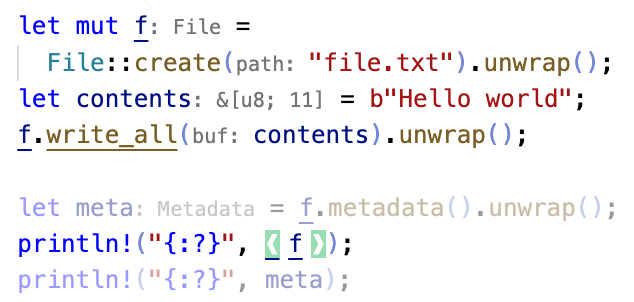 let mut f: File =
File::create(path: "file.txt").unwrap();
let contents: &[u8; 11] = b"Hello world";
f.write_all(buf: contents).unwrap();
let meta: Metadata = f.metadata().unwrap();
println!("{:?}", ⟪f⟫);
println!("{:?}", meta);